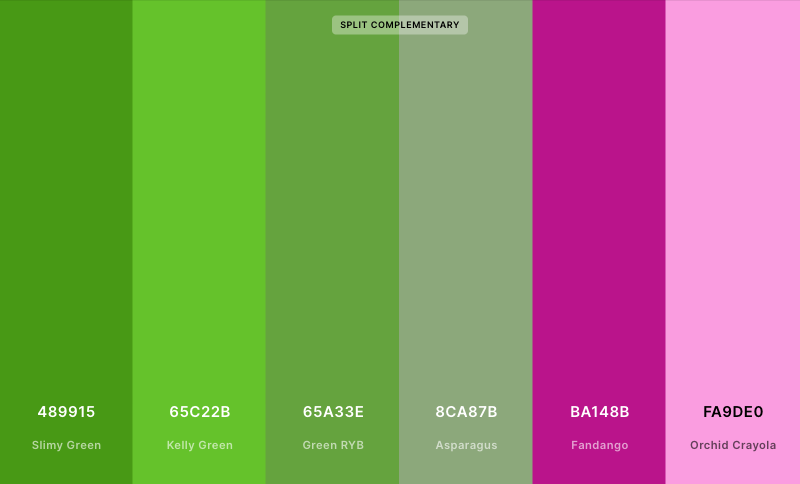 SPLIT COMPLEMENTARY
489915 65C22B 65A33E 8CA87B BA148B FA9DE0
Slimy Green Kelly Green Green RYB Asparagus Fandango Orchid Crayola